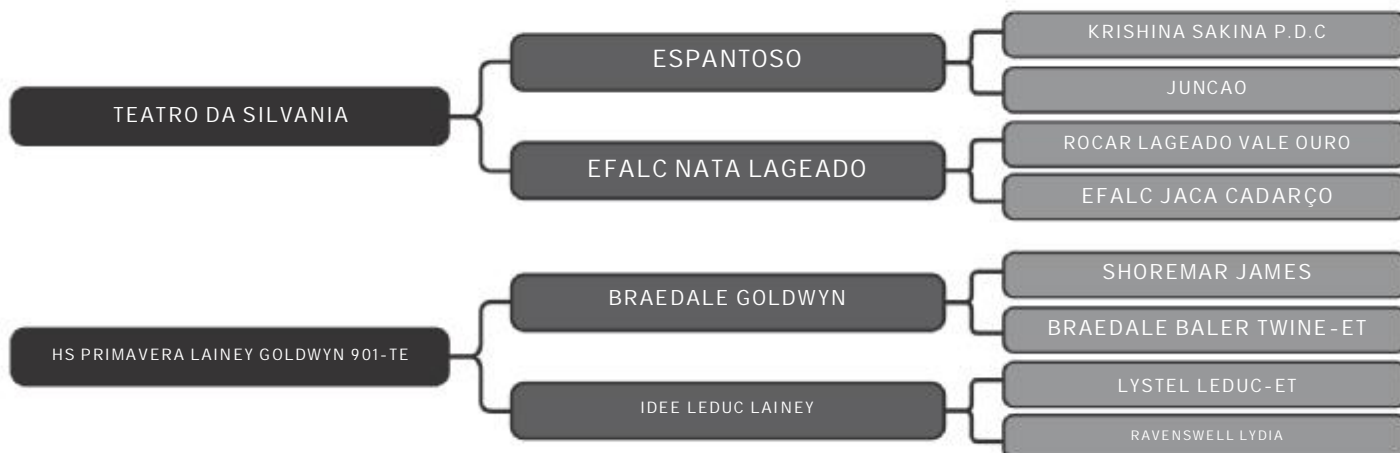 TEATRO DA SILVANIA
ESPANTOSO
KRISHINA SAKINA P.D.C
JUNCAO
EFALC NATA LAGEADO
ROCAR LAGEADO VALE OURO
EFALC JACA CADARÇO
HS PRIMAVERA LAINEY GOLDWYN 901-TE
BRAEDALE GOLDWYN
SHOREMAR JAMES
BRAEDALE BALER TWINE-ET
IDEE LEDUC LAINEY
LYSTEL LEDUC-ET
RAVENSWELL LYDIA